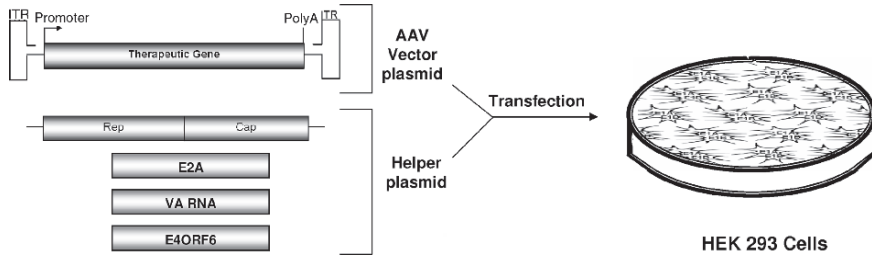 ITR
Promoter
PolyA
ITR
Therapeutic Gene
AAV
Vector
plasmid
Rep
Cap
E2A
VA RNA
E4ORF6
Helper
plasmid
Transfection
HEK 293 Cells